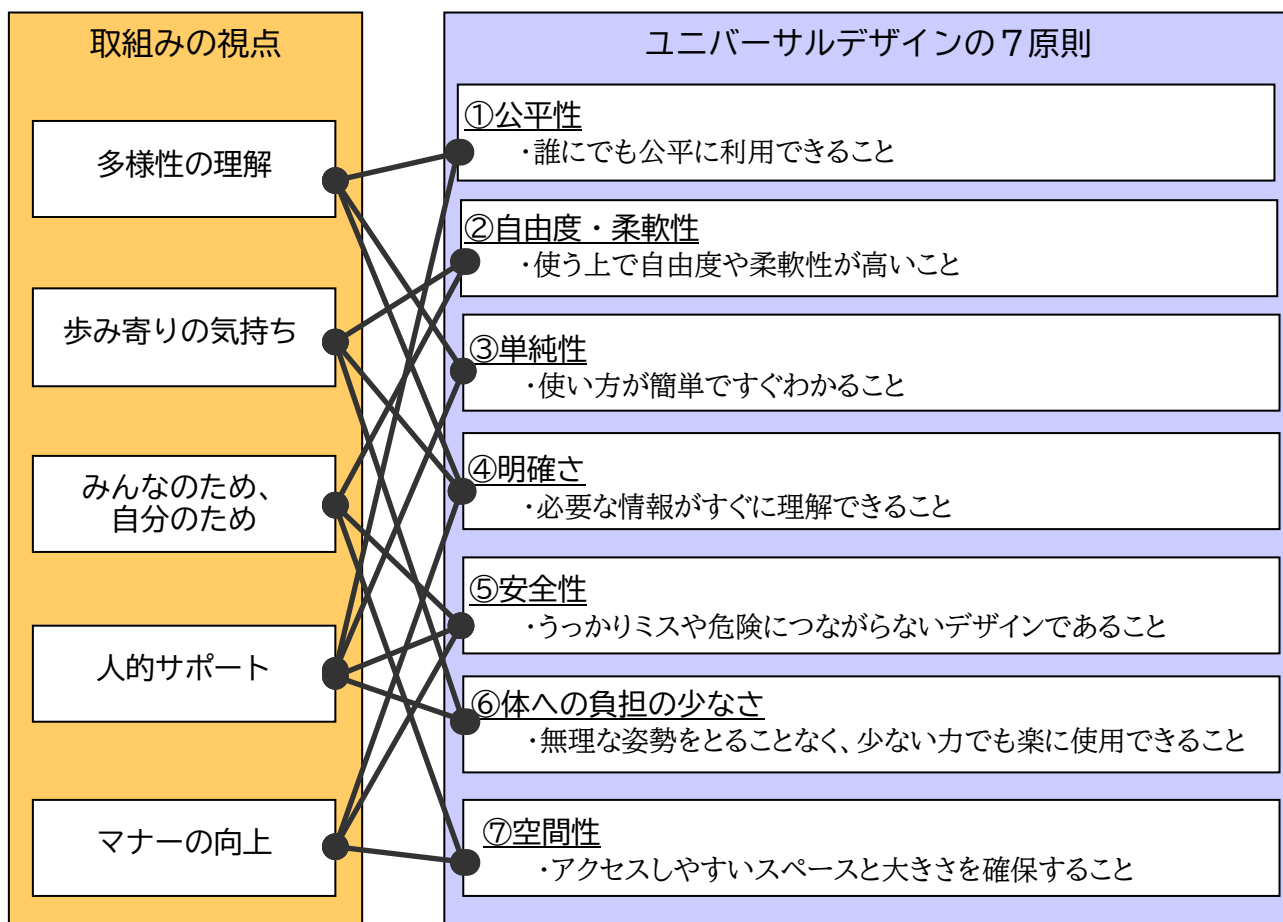 取組みの視点
多様性の理解
歩み寄りの気持ち
みんなのため、
自分のため
人的サポート
マナーの向上
ユニバーサルデザインの７原則
①公平性
・誰にでも公平に利用できること
②自由度・柔軟性
・使う上で自由度や柔軟性が高いこと
③単純性
・使い方が簡単ですぐわかること
④明確さ
・必要な情報がすぐに理解できること
⑤安全性
・うっかりミスや危険につながらないデザインであること
⑥体への負担の少なさ
・無理な姿勢をとることなく、少ない力でも楽に使用できること
⑦空間性
・アクセスしやすいスペースと大きさを確保すること